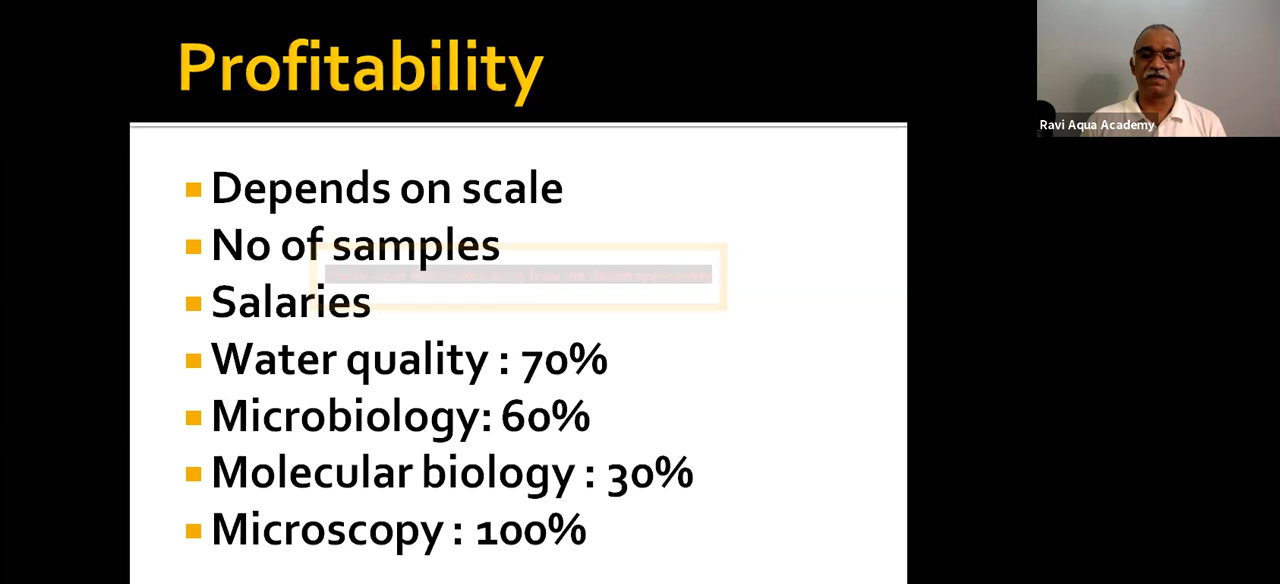 Profitability
Ravi Aqua Academy
Depends on scale
No of samples
Salaries
Water quality : 70%
Microbiology: 60%
Molecular biology : 30%
Microscopy : 100%